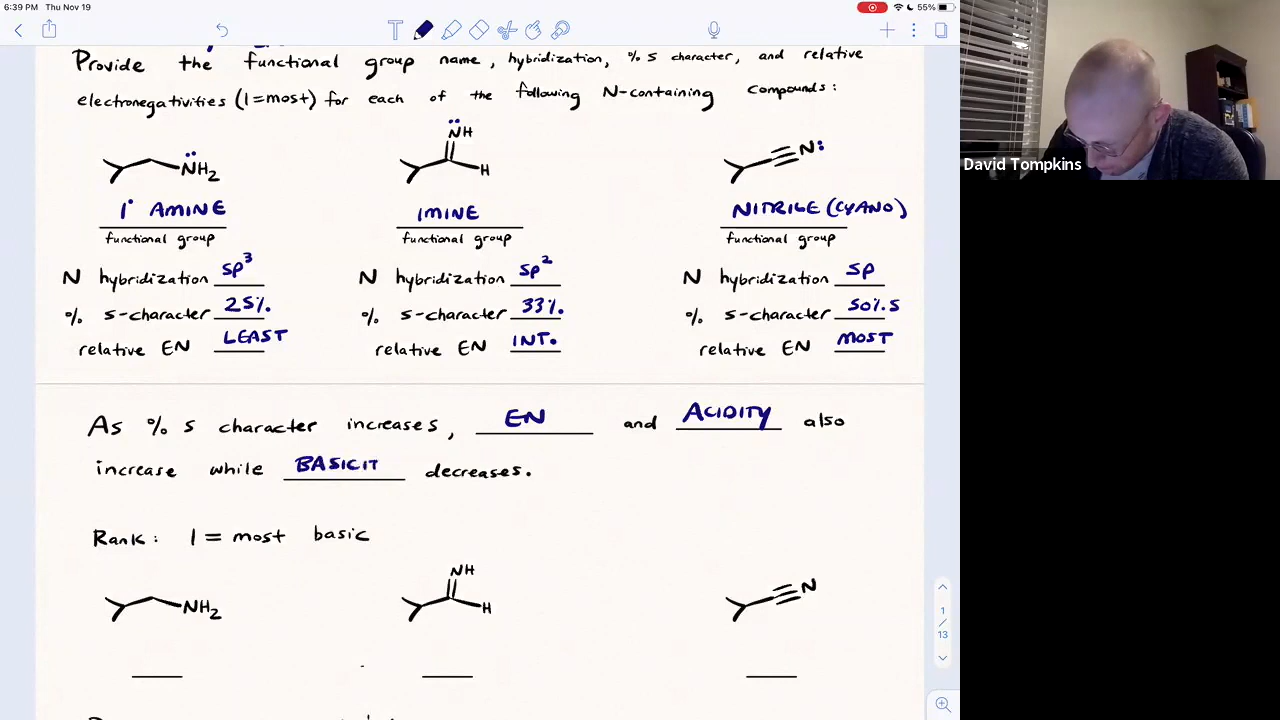 6:39 PM Thu Nov 19
55%
T
Provide the functional group name, hybridization, % s character, and relative
electronegativities (1=most) for each of the following N-containing compounds:
NH2
NH
H
N:
1° AMINE
IMINE
NITRILE (CYANO)
functional group
functional group
functional group
N hybridization sp3
N hybridization sp2
N hybridization sp
% s-character 25%
% s-character 33%
% s-character 50% s
relative EN LEAST
relative EN INT.
relative EN MOST
As % s character increases, EN and ACIDITY also
increase while BASICIT decreases.
Rank: 1 = most basic
NH2
NH
H
N
1
/
13
David Tompkins